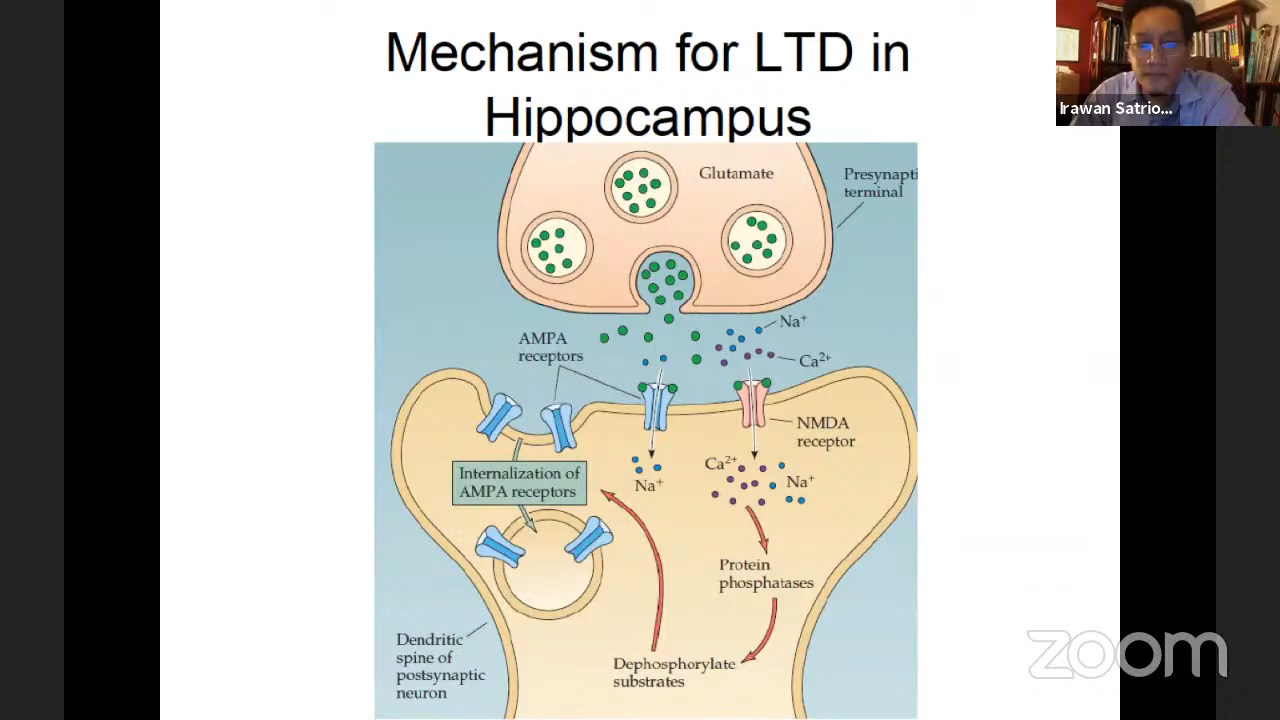 Mechanism for LTD in
Hippocampus
Irawan Satrio...
Glutamate
Presynapti
terminal
Na+
AMPA
receptors
Ca2+
NMDA
receptor
Internalization of
AMPA receptors
Na+
Ca2+
Na+
Protein
phosphatases
Dendritic
spine of
postsynaptic
neuron
Dephosphorylate
substrates
zoom